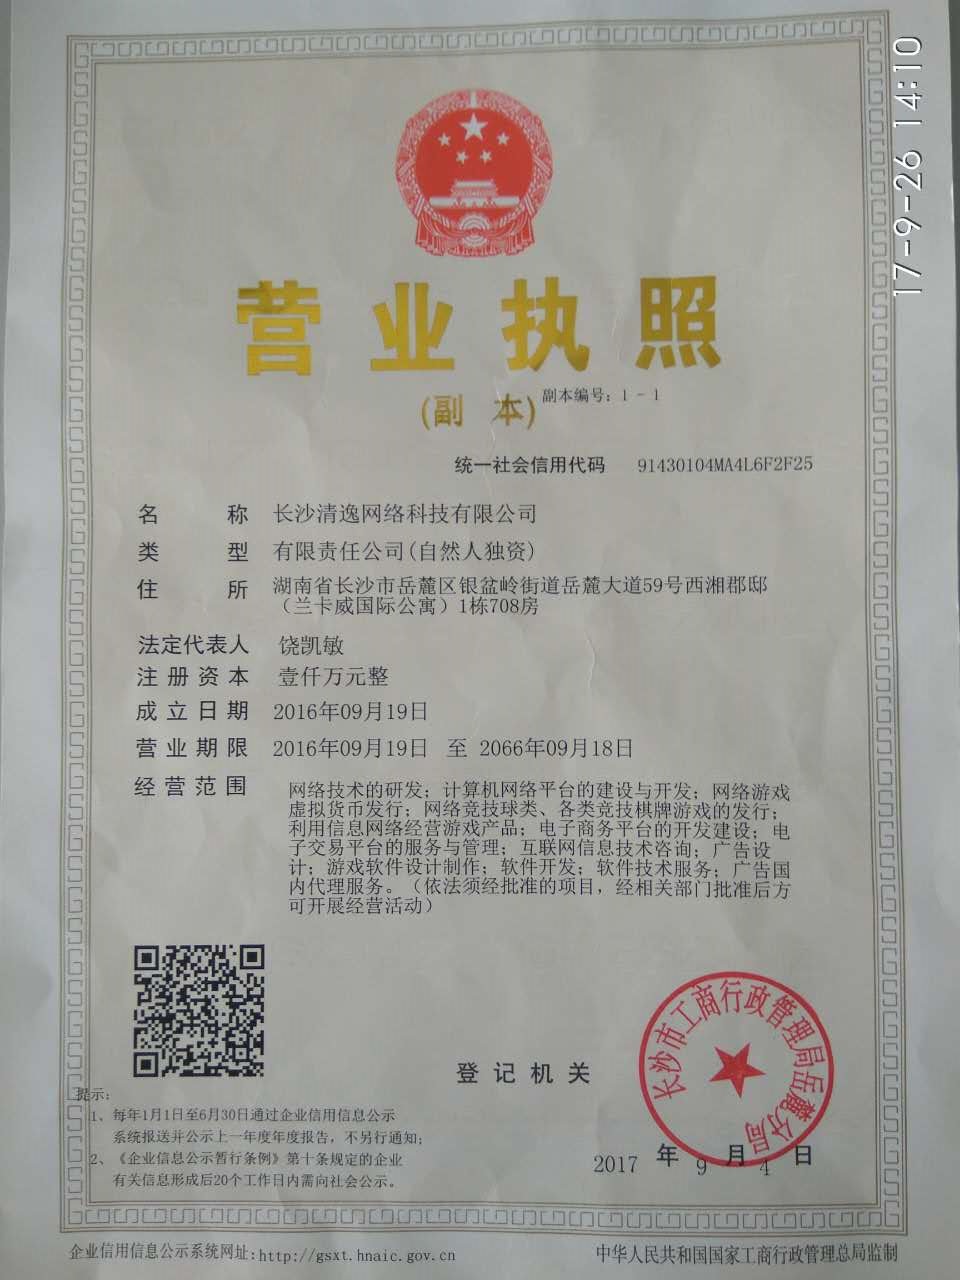 17-9-26 14:10
营业执照
(副 本) 副本编号: 1 - 1
统一社会信用代码 91430104MA4L6F2F25
名 称 长沙清逸网络科技有限公司
类 型 有限责任公司(自然人独资)
住 所 湖南省长沙市岳麓区银盆岭街道岳麓大道59号西湘郡邸
（兰卡威国际公寓）1栋708房
法定代表人 饶凯敏
注册资本 壹仟万元整
成立日期 2016年09月19日
营业期限 2016年09月19日 至 2066年09月18日
经营范围 网络技术的研发；计算机网络平台的建设与开发；网络游戏
虚拟货币发行；网络竞技球类、各类竞技棋牌游戏的发行；
利用信息网络经营游戏产品；电子商务平台的开发建设；电
子交易平台的服务与管理；互联网信息技术咨询；广告设
计；游戏软件设计制作；软件开发；软件技术服务；广告国
内代理服务。（依法须经批准的项目，经相关部门批准后方
可开展经营活动）
长沙市工商行政管理局岳麓分局
登记机关
2017 年 9 月 4 日
提示：
1、每年1月1日至6月30日通过企业信用信息公示
系统报送并公示上一年度年度报告，不另行通知；
2、《企业信息公示暂行条例》第十条规定的企业
有关信息形成后20个工作日内需向社会公示。
企业信用信息公示系统网址:http://gsxt.hnaic.gov.cn
中华人民共和国国家工商行政管理总局监制